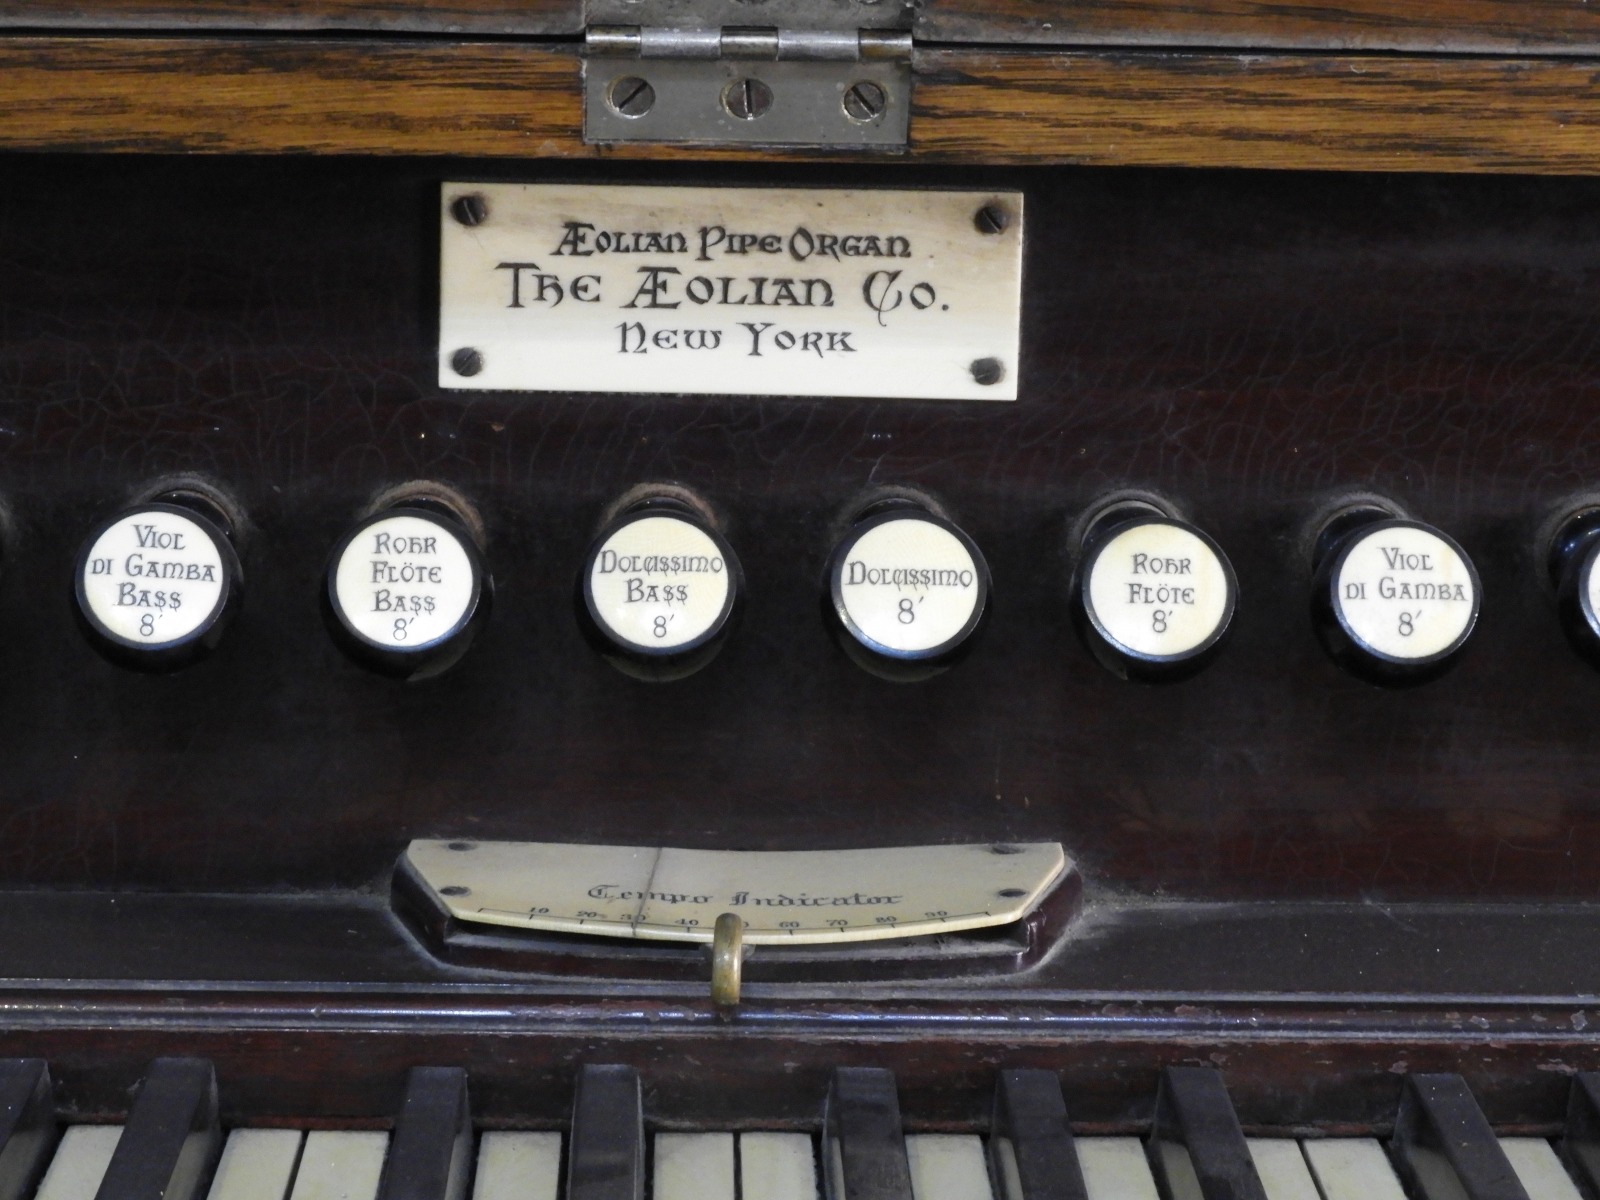 ÆOLIAN PIPE ORGAN
THE ÆOLIAN CO.
NEW YORK
VIOL
DI GAMBA
BASS
8′
ROHR
FLÖTE
BASS
8′
DOLCISSIMO
BASS
8′
DOLCISSIMO
8′
ROHR
FLÖTE
8′
VIOL
DI GAMBA
8′
Tempo Indicator
10 20 30 40 60 70 80 90